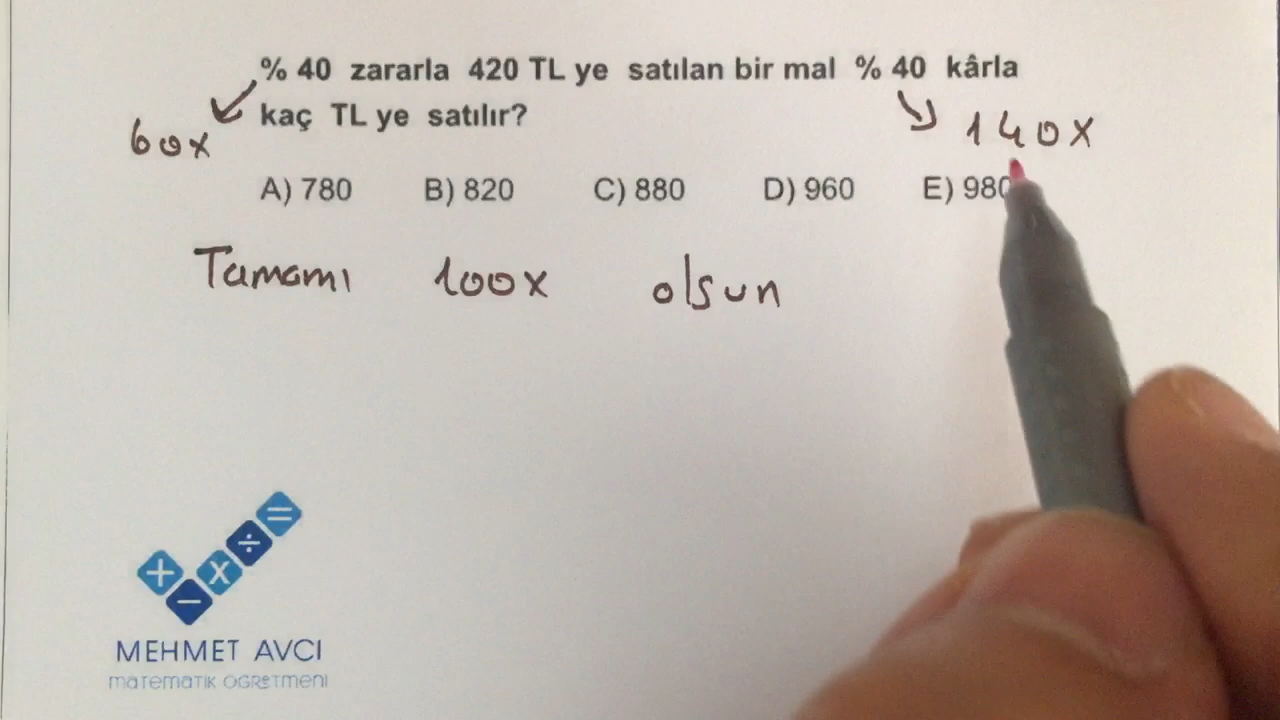 % 40 zararla 420 TL ye satılan bir mal % 40 kârla
kaç TL ye satılır?
60x
140x
A) 780 B) 820 C) 880 D) 960 E) 980
Tamamı 100x olsun
MEHMET AVCI
matematik ÖGRETmeni